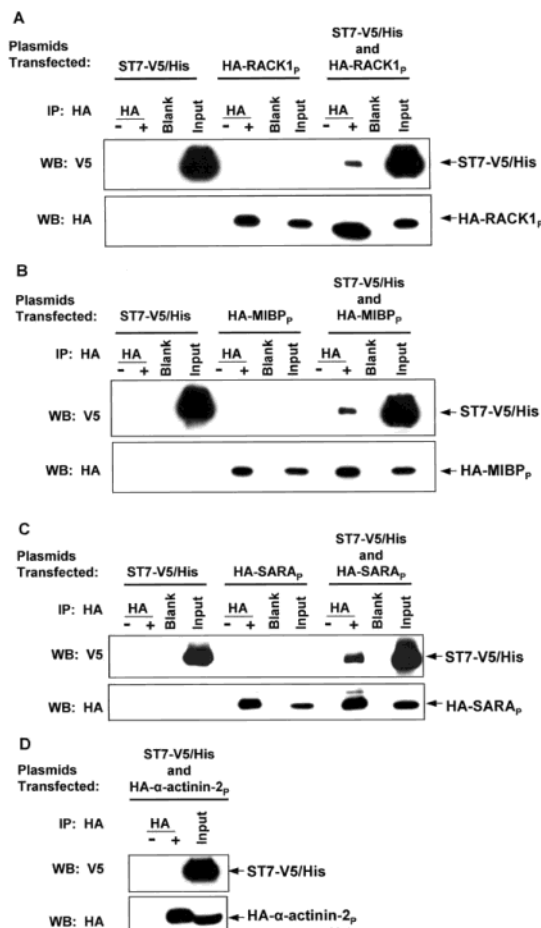 A
Plasmids
Transfected:
ST7-V5/His
HA-RACK1P
ST7-V5/His
and
HA-RACK1P
IP: HA
HA
- +
Blank
Input
HA
- +
Blank
Input
HA
- +
Blank
Input
WB: V5
ST7-V5/His
WB: HA
HA-RACK1P
B
Plasmids
Transfected:
ST7-V5/His
HA-MIBPP
ST7-V5/His
and
HA-MIBPP
IP: HA
HA
- +
Blank
Input
HA
- +
Blank
Input
HA
- +
Blank
Input
WB: V5
ST7-V5/His
WB: HA
HA-MIBPP
C
Plasmids
Transfected:
ST7-V5/His
HA-SARAP
ST7-V5/His
and
HA-SARAP
IP: HA
HA
- +
Blank
Input
HA
- +
Blank
Input
HA
- +
Blank
Input
WB: V5
ST7-V5/His
WB: HA
HA-SARAP
D
Plasmids
Transfected:
ST7-V5/His
and
HA-α-actinin-2P
IP: HA
HA
- +
Input
WB: V5
ST7-V5/His
WB: HA
HA-α-actinin-2P